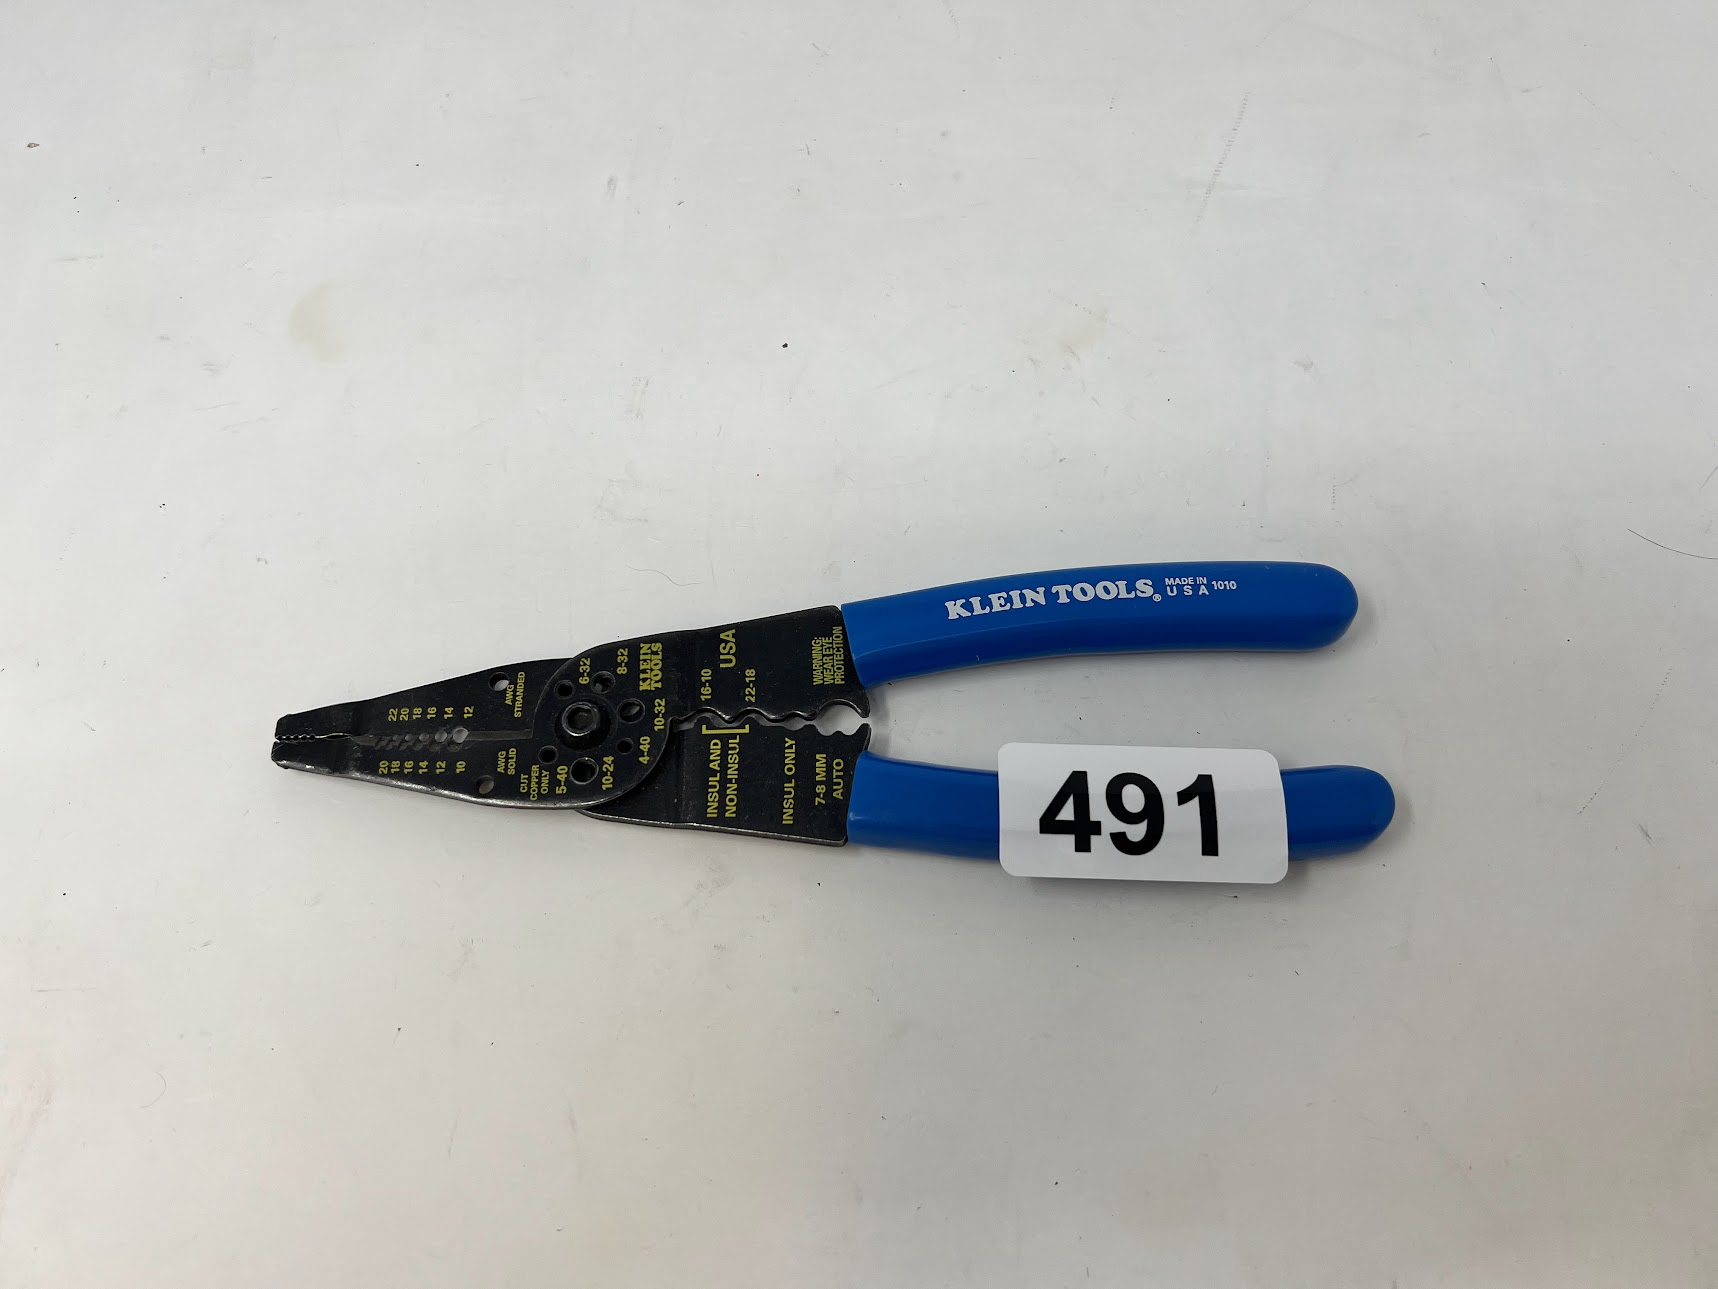 KLEIN TOOLS® MADE IN
U S A 1010
491
22 20 18 16 14 12
AWG
STRANDED
20 18 16 14 12 10
AWG
SOLID
CUT
COPPER
ONLY
6-32
8-32
10-32
4-40
10-24
5-40
KLEIN
TOOLS
16-10
USA
22-18
WARNING:
WEAR EYE
PROTECTION
INSUL AND
NON-INSUL
INSUL ONLY
7-8 MM
AUTO